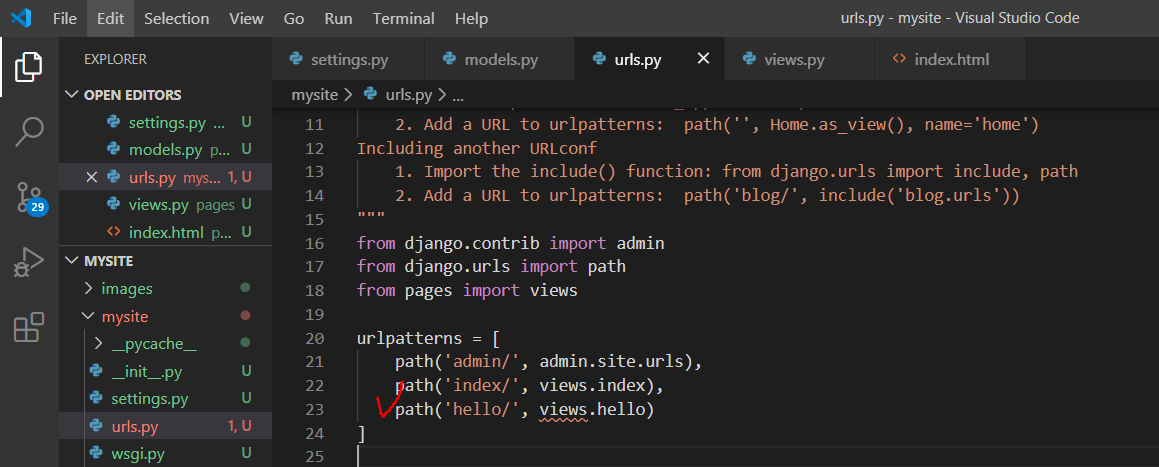 File Edit Selection View Go Run Terminal Help urls.py - mysite - Visual Studio Code
EXPLORER
settings.py models.py urls.py views.py index.html
OPEN EDITORS
settings.py ... U
models.py p... U
urls.py mys... 1, U
views.py pages U
index.html p... U
29
MYSITE
images
mysite
__pycache__
__init__.py U
settings.py U
urls.py 1, U
wsgi.py U
mysite > urls.py > ...
11 2. Add a URL to urlpatterns:  path('', Home.as_view(), name='home')
12 Including another URLconf
13 1. Import the include() function: from django.urls import include, path
14 2. Add a URL to urlpatterns:  path('blog/', include('blog.urls'))
15 """
16 from django.contrib import admin
17 from django.urls import path
18 from pages import views
19
20 urlpatterns = [
21 path('admin/', admin.site.urls),
22 path('index/', views.index),
23 path('hello/', views.hello)
24 ]
25